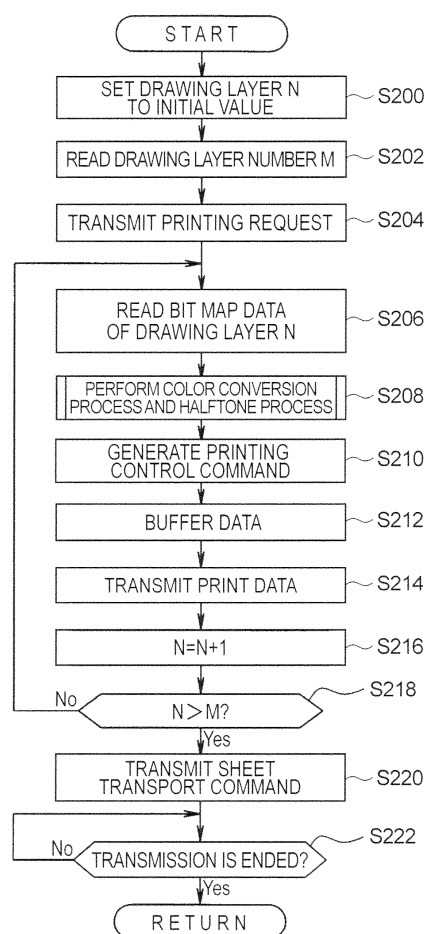 START
SET DRAWING LAYER N
TO INITIAL VALUE
S200
READ DRAWING LAYER NUMBER M
S202
TRANSMIT PRINTING REQUEST
S204
READ BIT MAP DATA
OF DRAWING LAYER N
S206
PERFORM COLOR CONVERSION
PROCESS AND HALFTONE PROCESS
S208
GENERATE PRINTING
CONTROL COMMAND
S210
BUFFER DATA
S212
TRANSMIT PRINT DATA
S214
N=N+1
S216
S218
No
N>M?
Yes
TRANSMIT SHEET
TRANSPORT COMMAND
S220
S222
No
TRANSMISSION IS ENDED?
Yes
RETURN